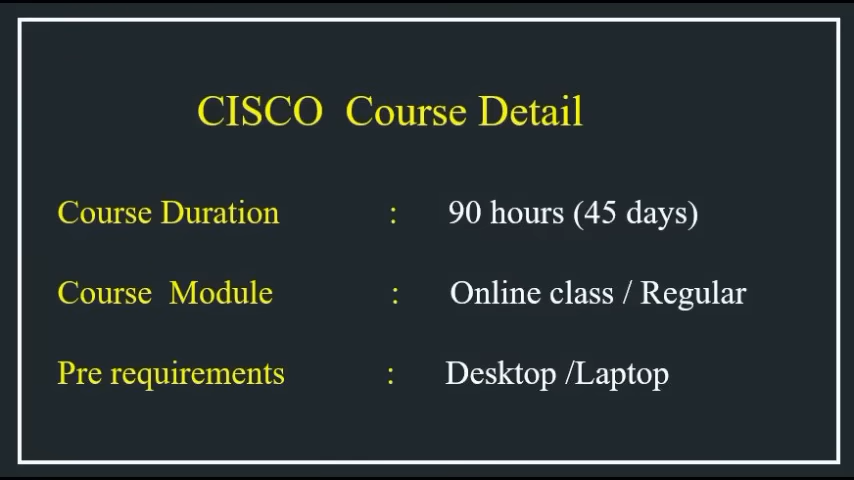 CISCO Course Detail
Course Duration : 90 hours (45 days)
Course Module : Online class / Regular
Pre requirements : Desktop /Laptop